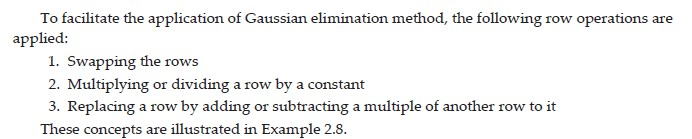 To facilitate the application of Gaussian elimination method, the following row operations are
applied:
1. Swapping the rows
2. Multiplying or dividing a row by a constant
3. Replacing a row by adding or subtracting a multiple of another row to it
These concepts are illustrated in Example 2.8.